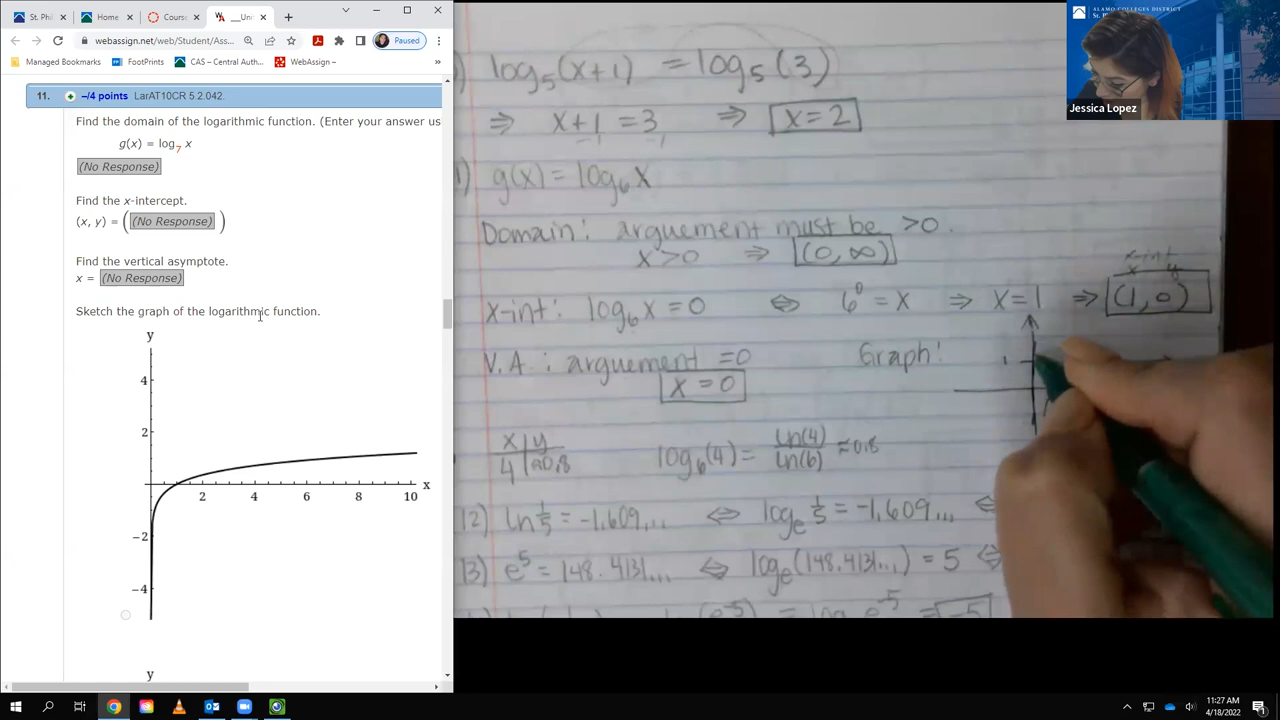 St. Phil
Home
Cours
__Uni
webassign.net/web/Student/Ass...
Paused
Managed Bookmarks
FootPrints
CAS – Central Auth...
WebAssign –
11.
–/4 points
LarAT10CR 5.2.042.
Find the domain of the logarithmic function. (Enter your answer us
g(x) = log7 x
(No Response)
Find the x-intercept.
(x, y) = ( (No Response) )
Find the vertical asymptote.
x = (No Response)
Sketch the graph of the logarithmic function.
y
4
2
2 4 6 8 10 x
−2
−4
y
log5(x+1) = log5(3)
⇒ x+1 = 3 ⇒ x = 2
g(x) = log6 x
Domain: arguement must be >0.
x>0 ⇒ (0, ∞)
x-int
x y
x-int: log6 x = 0 ⇔ 6^0 = x ⇒ x=1 ⇒ (1, 0)
V.A.: arguement = 0 Graph:
x = 0
x | y
4 | ≈0.8
log6(4) = ln(4)/ln(6) ≈ 0.8
12) ln 1/5 = -1.609... ⇔ loge 1/5 = -1.609... ⇔
13) e^5 = 148.4131... ⇔ loge(148.4131...) = 5 ⇔
ALAMO COLLEGES DISTRICT
Jessica Lopez
11:27 AM
4/18/2022